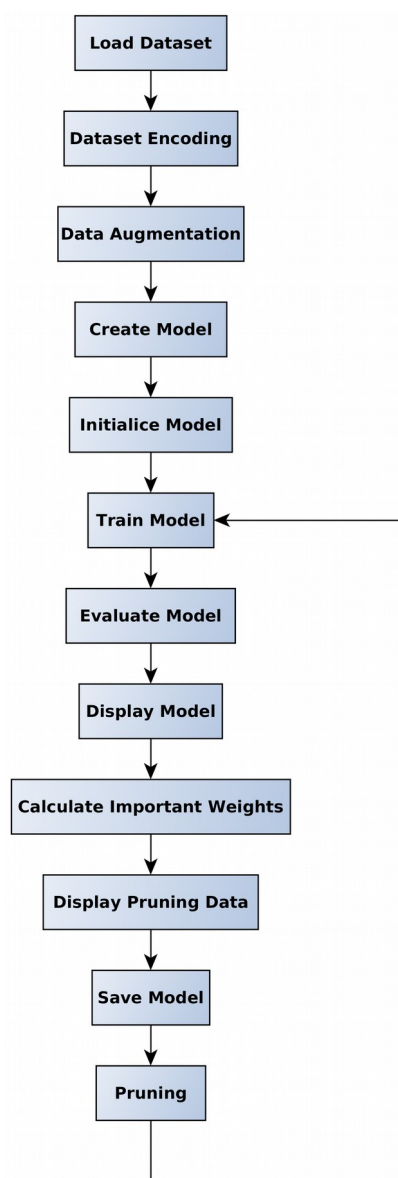 Load Dataset
Dataset Encoding
Data Augmentation
Create Model
Initialice Model
Train Model
Evaluate Model
Display Model
Calculate Important Weights
Display Pruning Data
Save Model
Pruning